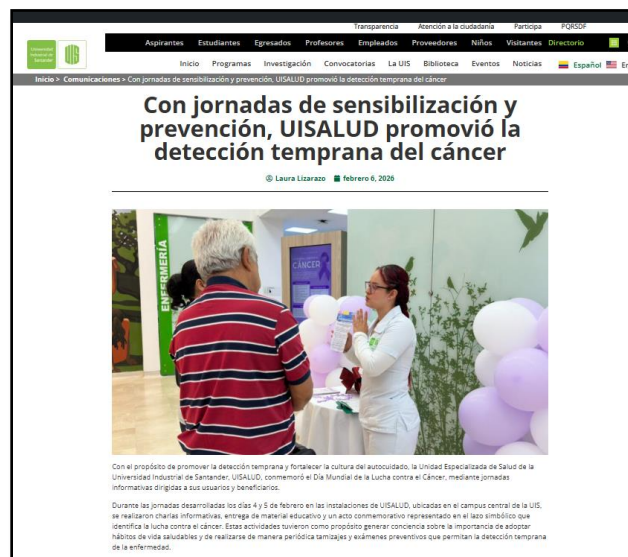 Transparencia Atención a la ciudadanía Participa PQRSDF
Universidad
Industrial de
Santander
UIS
Aspirantes Estudiantes Egresados Profesores Empleados Proveedores Niños Visitantes Directorio
Inicio Programas Investigación Convocatorias La UIS Biblioteca Eventos Noticias Español En
Inicio > Comunicaciones > Con jornadas de sensibilización y prevención, UISALUD promovió la detección temprana del cáncer
Con jornadas de sensibilización y
prevención, UISALUD promovió la
detección temprana del cáncer
Laura Lizarazo febrero 6, 2026
ENFERMERÍA
CÁNCER
Con el propósito de promover la detección temprana y fortalecer la cultura del autocuidado, la Unidad Especializada de Salud de la
Universidad Industrial de Santander, UISALUD, conmemoró el Día Mundial de la Lucha contra el Cáncer, mediante jornadas
informativas dirigidas a sus usuarios y beneficiarios.
Durante las jornadas desarrolladas los días 4 y 5 de febrero en las instalaciones de UISALUD, ubicadas en el campus central de la UIS,
se realizaron charlas informativas, entrega de material educativo y un acto conmemorativo representado en el lazo simbólico que
identifica la lucha contra el cáncer. Estas actividades tuvieron como propósito generar conciencia sobre la importancia de adoptar
hábitos de vida saludables y de realizarse de manera periódica tamizajes y exámenes preventivos que permitan la detección temprana
de la enfermedad.